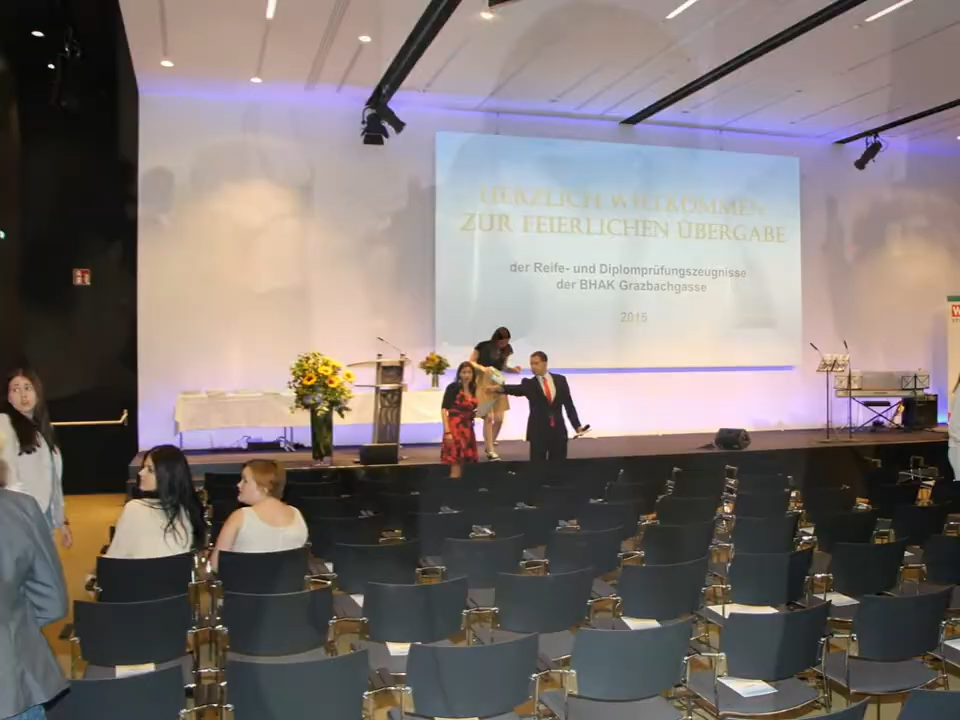 HERZLICH WILLKOMMEN
ZUR FEIERLICHEN ÜBERGABE
der Reife- und Diplomprüfungszeugnisse
der BHAK Grazbachgasse
2015